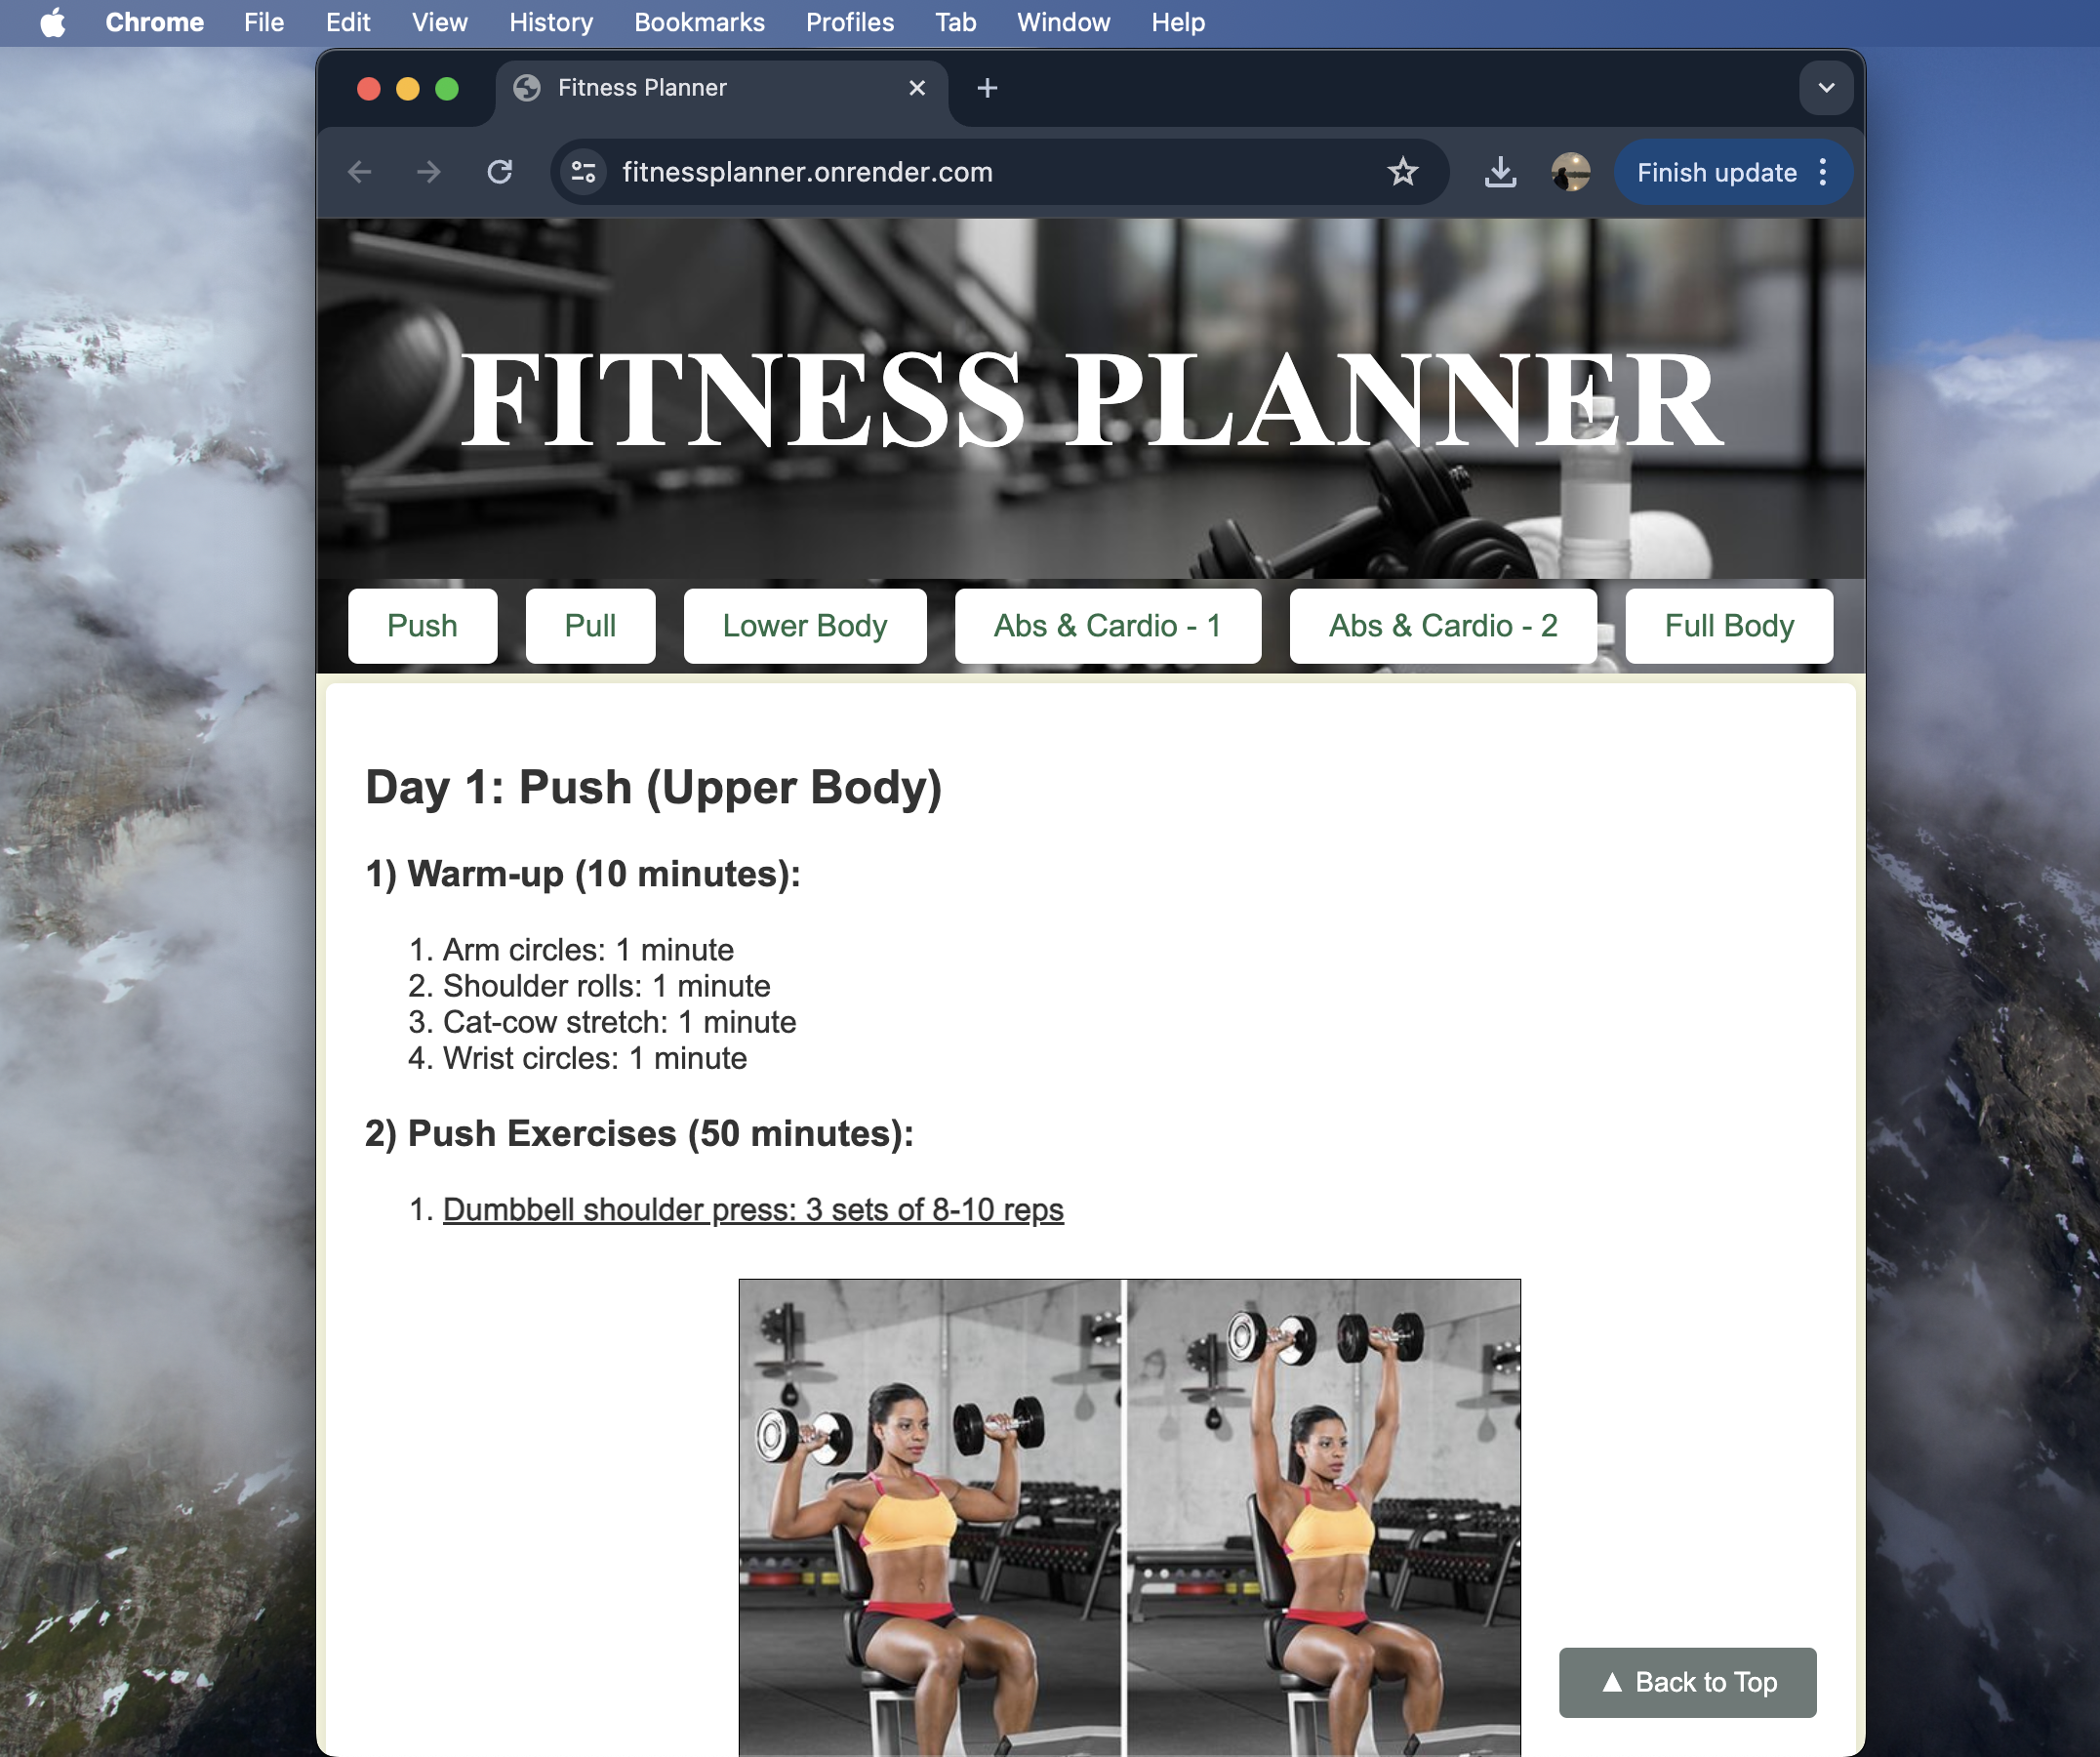 Chrome File Edit View History Bookmarks Profiles Tab Window Help
Fitness Planner
fitnessplanner.onrender.com
Finish update
FITNESS PLANNER
Push Pull Lower Body Abs & Cardio - 1 Abs & Cardio - 2 Full Body
Day 1: Push (Upper Body)
1) Warm-up (10 minutes):
1. Arm circles: 1 minute
2. Shoulder rolls: 1 minute
3. Cat-cow stretch: 1 minute
4. Wrist circles: 1 minute
2) Push Exercises (50 minutes):
1. Dumbbell shoulder press: 3 sets of 8-10 reps
▲ Back to Top